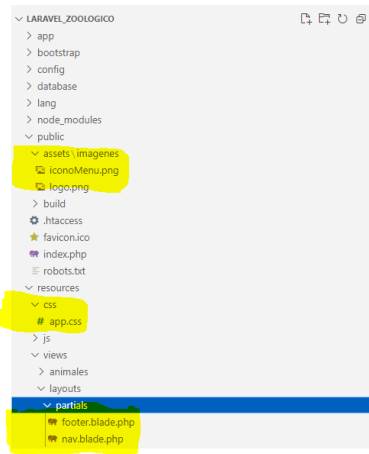 LARAVEL_ZOOLOGICO
app
bootstrap
config
database
lang
node_modules
public
assets \ imagenes
iconoMenu.png
logo.png
build
.htaccess
favicon.ico
index.php
robots.txt
resources
css
# app.css
js
views
animales
layouts
partials
footer.blade.php
nav.blade.php